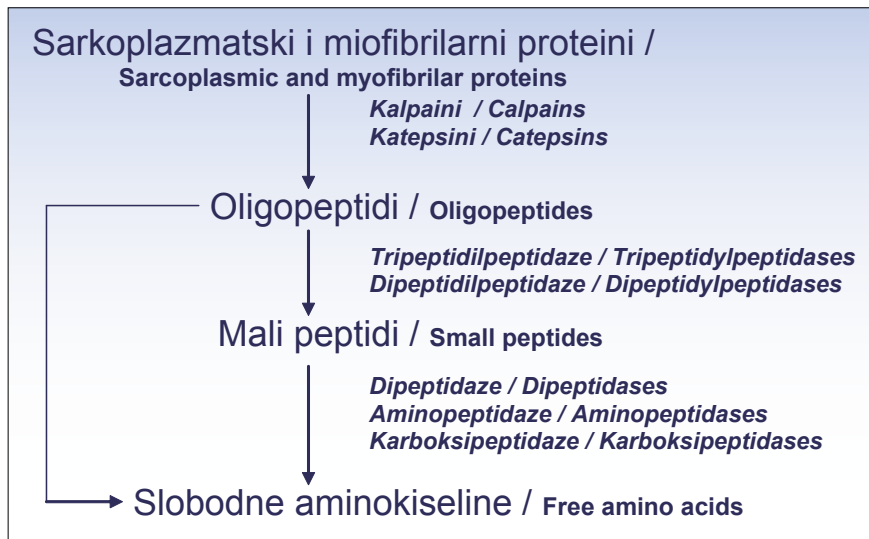 Sarkoplazmatski i miofibrilarni proteini /
Sarcoplasmic and myofibrilar proteins
Kalpaini / Calpains
Katepsini / Catepsins
Oligopeptidi / Oligopeptides
Tripeptidilpeptidaze / Tripeptidylpeptidases
Dipeptidilpeptidaze / Dipeptidylpeptidases
Mali peptidi / Small peptides
Dipeptidaze / Dipeptidases
Aminopeptidaze / Aminopeptidases
Karboksipeptidaze / Karboksipeptidases
Slobodne aminokiseline / Free amino acids